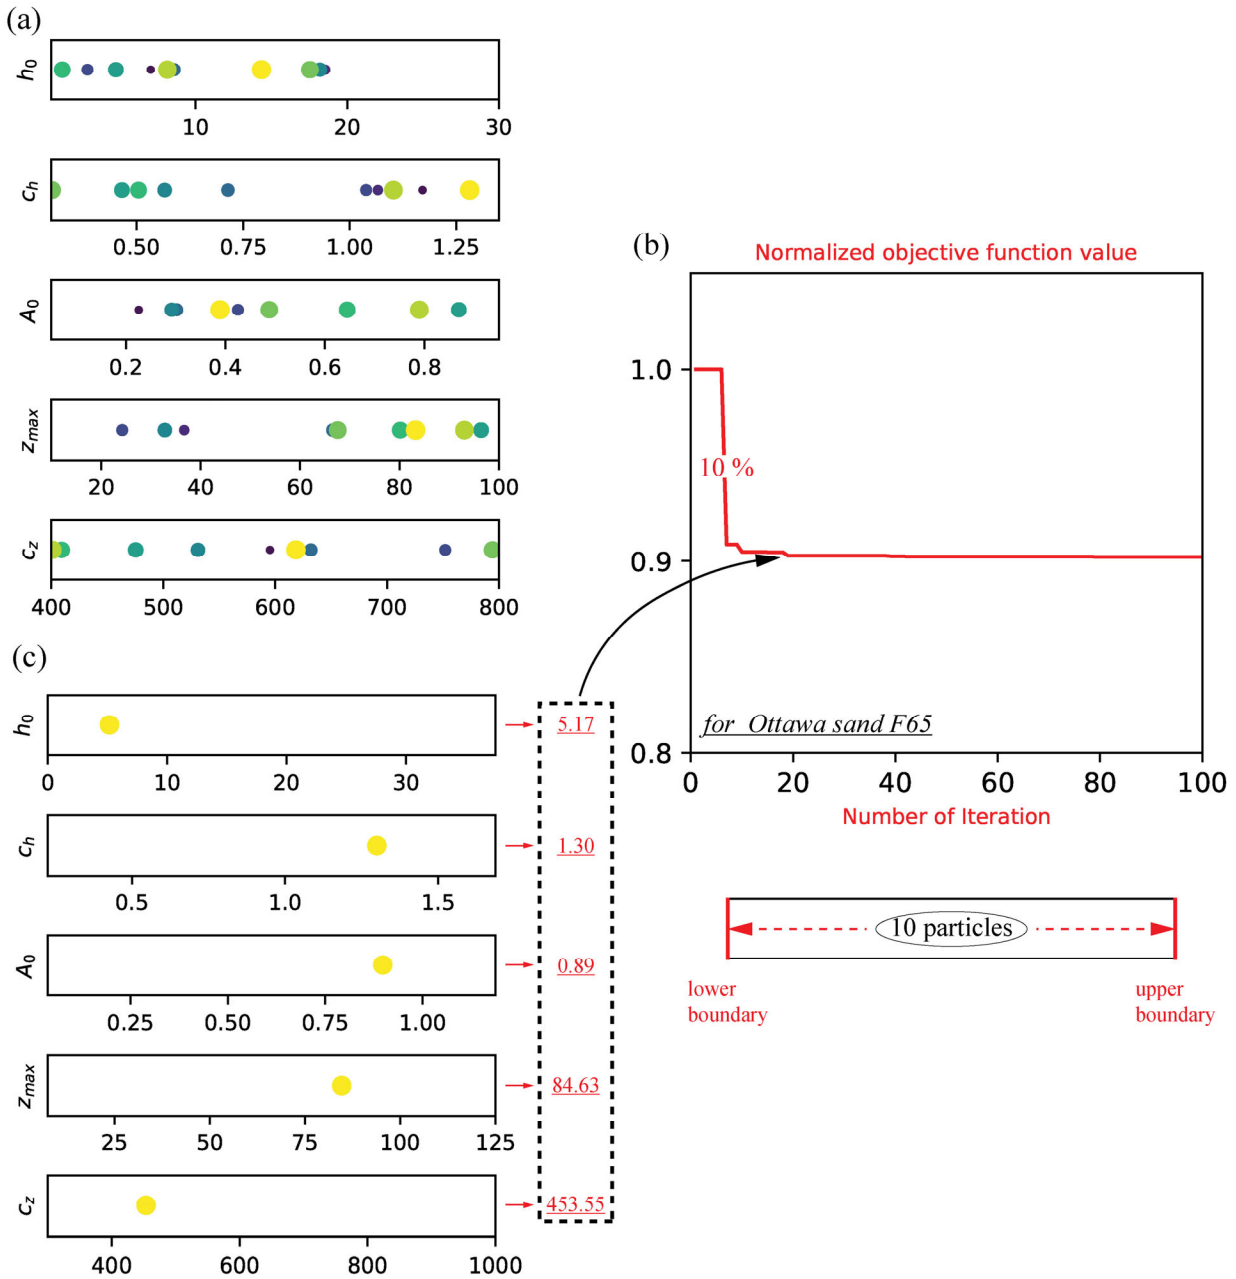 (a)
h0
10 20 30
ch
0.50 0.75 1.00 1.25
A0
0.2 0.4 0.6 0.8
zmax
20 40 60 80 100
cz
400 500 600 700 800
(b)
Normalized objective function value
1.0
0.9
0.8
10 %
for Ottawa sand F65
0 20 40 60 80 100
Number of Iteration
10 particles
lower
boundary
upper
boundary
(c)
h0
5.17
0 10 20 30
ch
1.30
0.5 1.0 1.5
A0
0.89
0.25 0.50 0.75 1.00
zmax
84.63
25 50 75 100 125
cz
453.55
400 600 800 1000